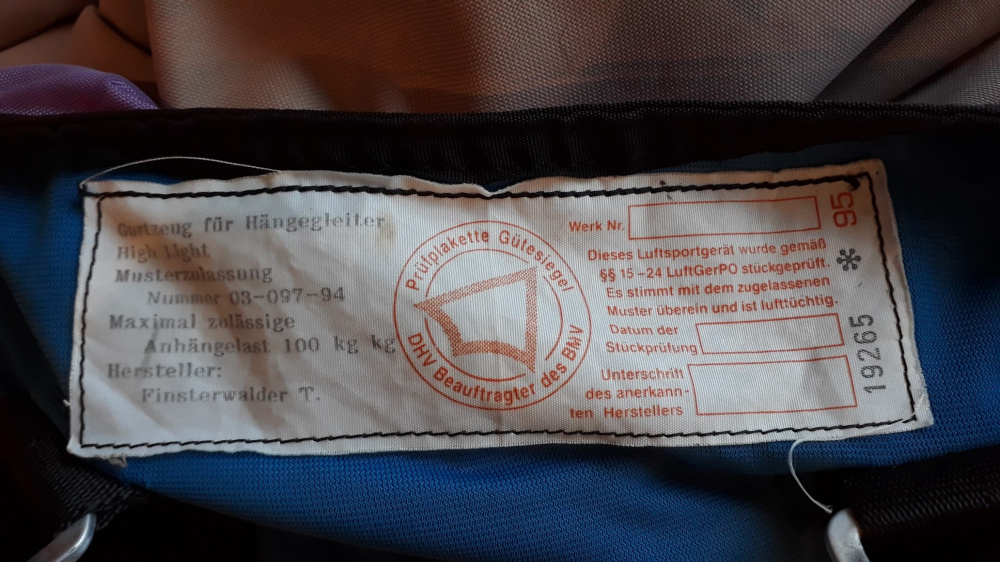 Gurtzeug für Hängegleiter
High Light
Musterzulassung
Nummer 03-097-94
Maximal zulässige
Anhängelast 100 kg kg
Hersteller:
Finsterwalder T.
Prüfplakette Gütesiegel
DHV Beauftragter des BMV
Werk Nr.
Dieses Luftsportgerät wurde gemäß
§§ 15-24 LuftGerPO stückgeprüft.
Es stimmt mit dem zugelassenen
Muster überein und ist lufttüchtig.
Datum der
Stückprüfung
Unterschrift
des anerkann-
ten Herstellers
19265 * 95